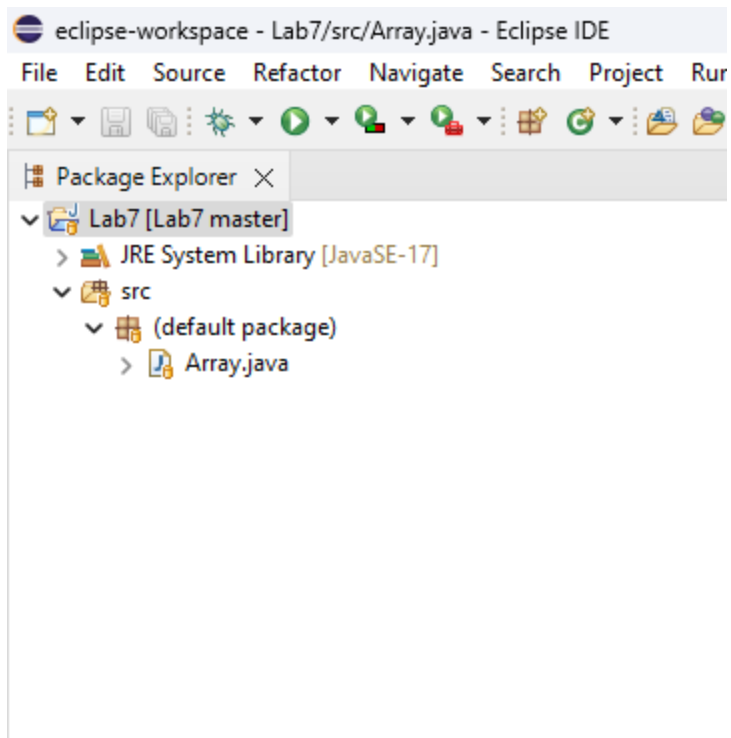 eclipse-workspace - Lab7/src/Array.java - Eclipse IDE
File Edit Source Refactor Navigate Search Project Run
Package Explorer
Lab7 [Lab7 master]
JRE System Library [JavaSE-17]
src
(default package)
Array.java